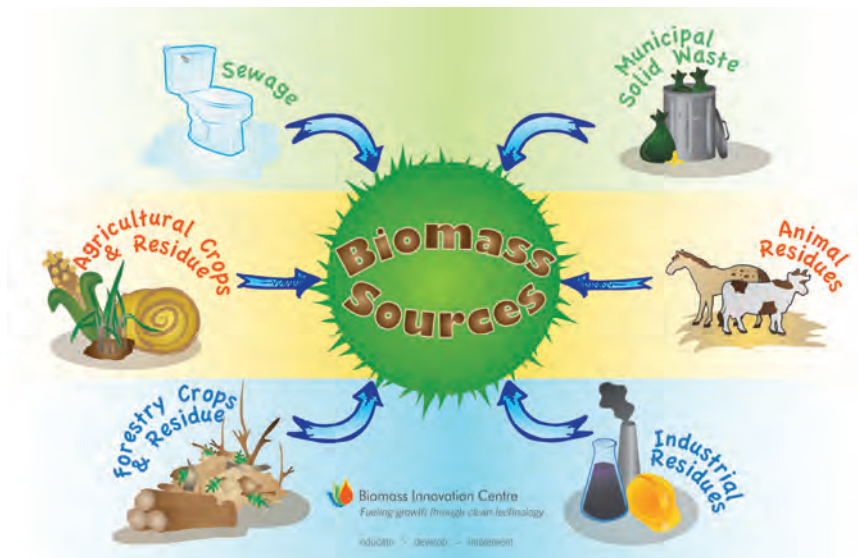 Sewage
Municipal
Solid Waste
Agricultural Crops
& Residue
Biomass
Sources
Animal
Residues
Forestry Crops
& Residue
Industrial
Residues
Biomass Innovation Centre
Fueling growth through clean technology
educate - develop - implement